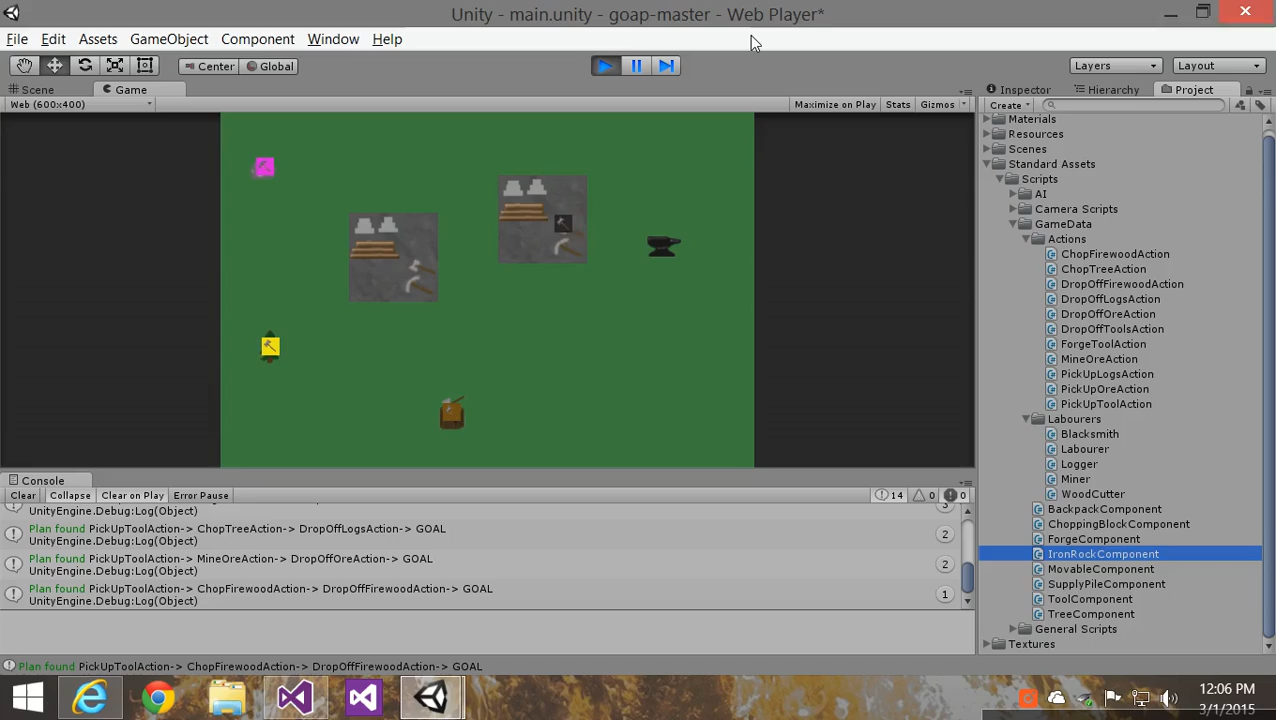 Unity - main.unity - goap-master - Web Player*
File Edit Assets GameObject Component Window Help
Center Global Layers Layout
Scene Game Inspector Hierarchy Project
Web (600x400) Maximize on Play Stats Gizmos Create
Materials
Resources
Scenes
Standard Assets
Scripts
AI
Camera Scripts
GameData
Actions
ChopFirewoodAction
ChopTreeAction
DropOffFirewoodAction
DropOffLogsAction
DropOffOreAction
DropOffToolsAction
ForgeToolAction
MineOreAction
PickUpLogsAction
PickUpOreAction
PickUpToolAction
Labourers
Blacksmith
Labourer
Logger
Miner
WoodCutter
BackpackComponent
ChoppingBlockComponent
ForgeComponent
IronRockComponent
MovableComponent
SupplyPileComponent
ToolComponent
TreeComponent
General Scripts
Textures
Console
Clear Collapse Clear on Play Error Pause 14 0 0
UnityEngine.Debug:Log(Object) 3
Plan found PickUpToolAction-> ChopTreeAction-> DropOffLogsAction-> GOAL
UnityEngine.Debug:Log(Object) 2
Plan found PickUpToolAction-> MineOreAction-> DropOffOreAction-> GOAL
UnityEngine.Debug:Log(Object) 2
Plan found PickUpToolAction-> ChopFirewoodAction-> DropOffFirewoodAction-> GOAL
UnityEngine.Debug:Log(Object) 1
Plan found PickUpToolAction-> ChopFirewoodAction-> DropOffFirewoodAction-> GOAL
12:06 PM
3/1/2015